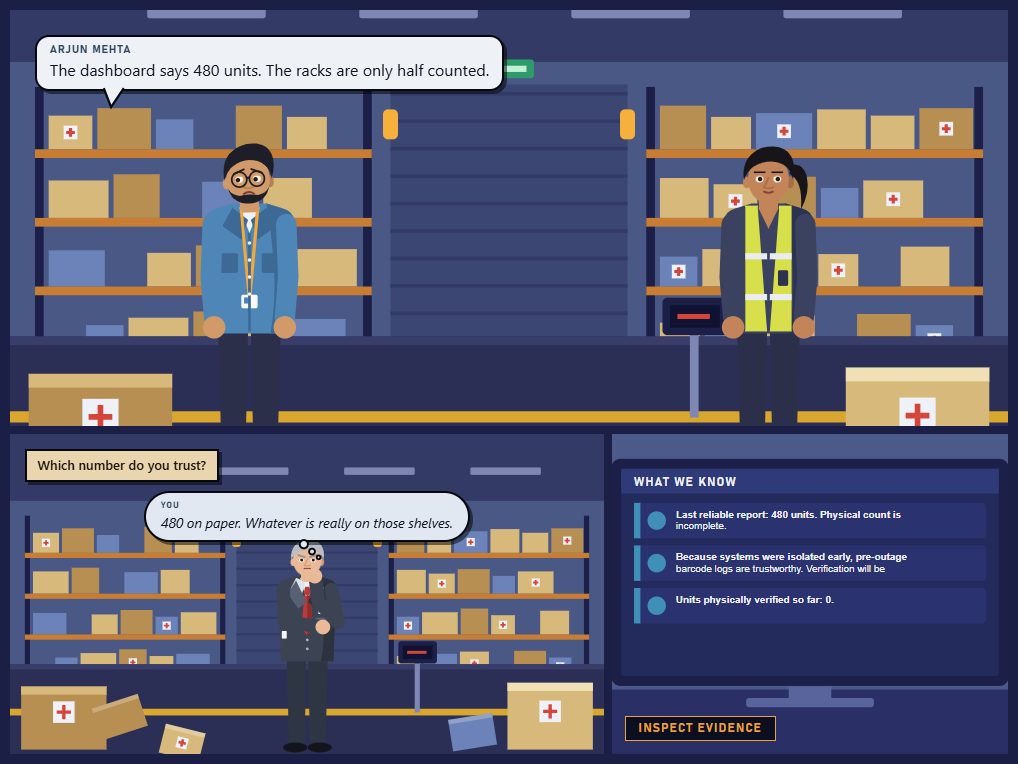 ARJUN MEHTA
The dashboard says 480 units. The racks are only half counted.
Which number do you trust?
YOU
480 on paper. Whatever is really on those shelves.
WHAT WE KNOW
Last reliable report: 480 units. Physical count is
incomplete.
Because systems were isolated early, pre-outage
barcode logs are trustworthy. Verification will be
Units physically verified so far: 0.
INSPECT EVIDENCE